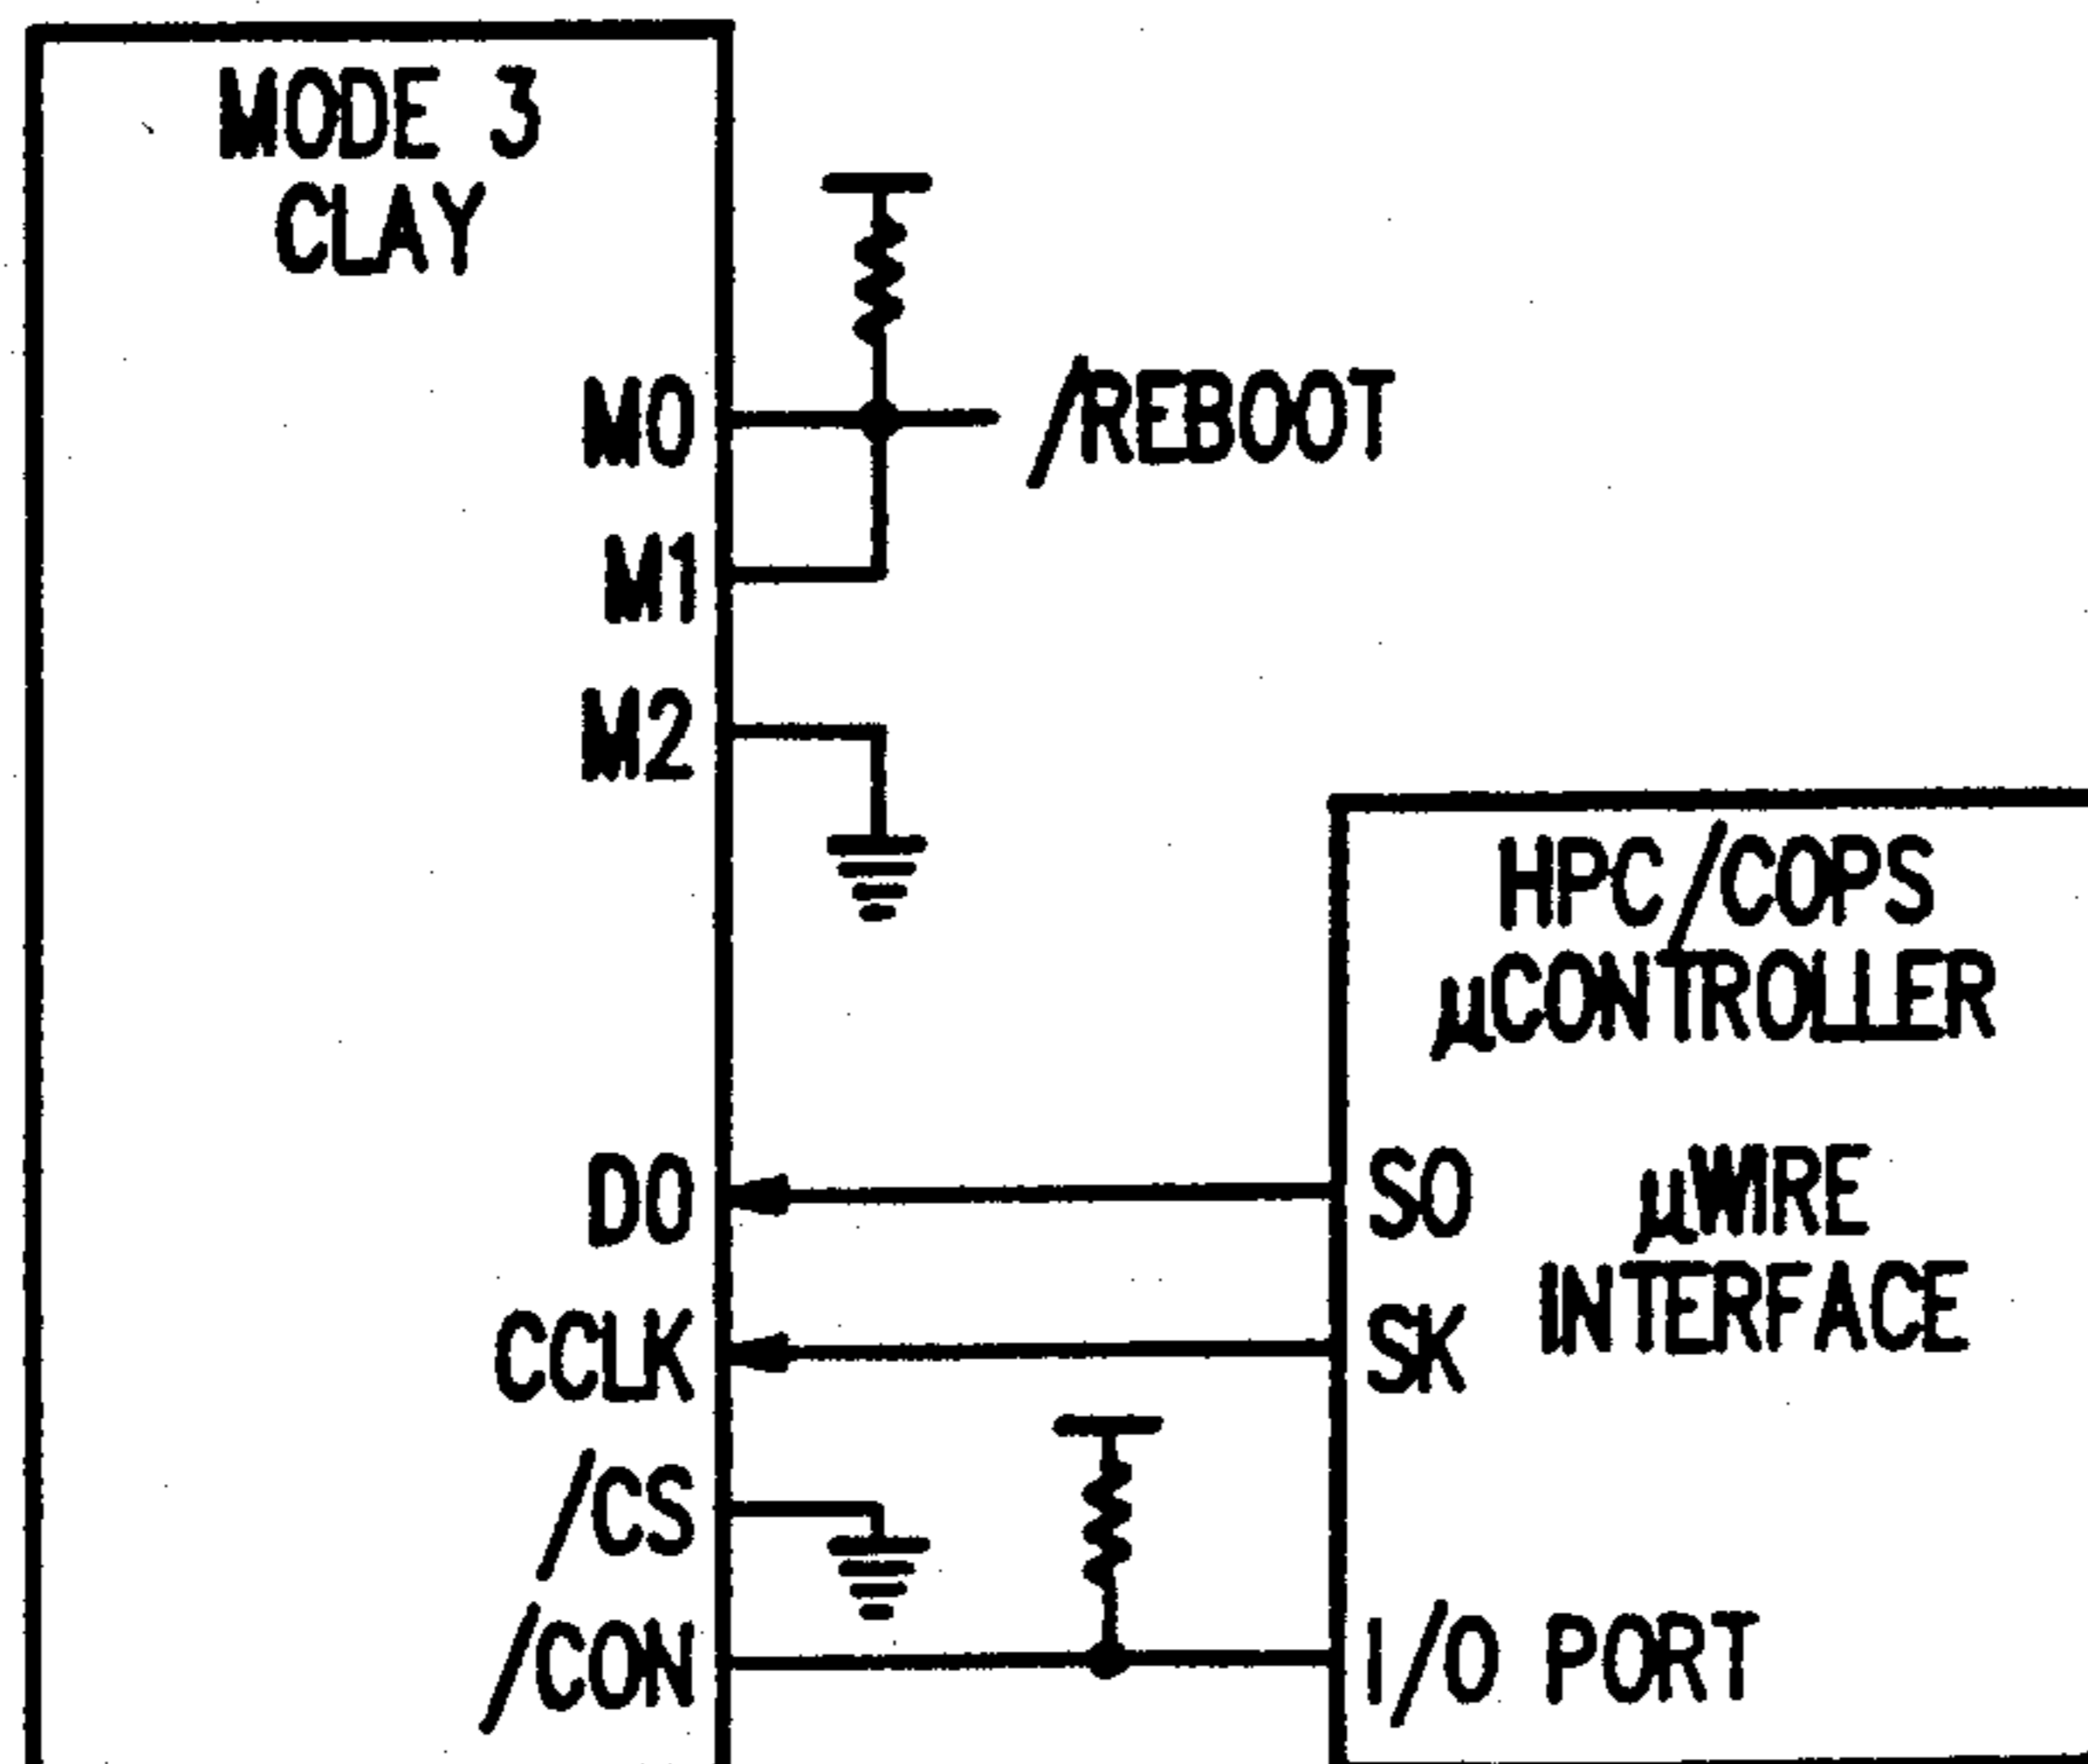 MODE 3
CLAY
M0
/REBOOT
M1
M2
HPC/COPS
µCONTROLLER
D0
SO
µWIRE
INTERFACE
CCLK
SK
/CS
/CON
I/O PORT